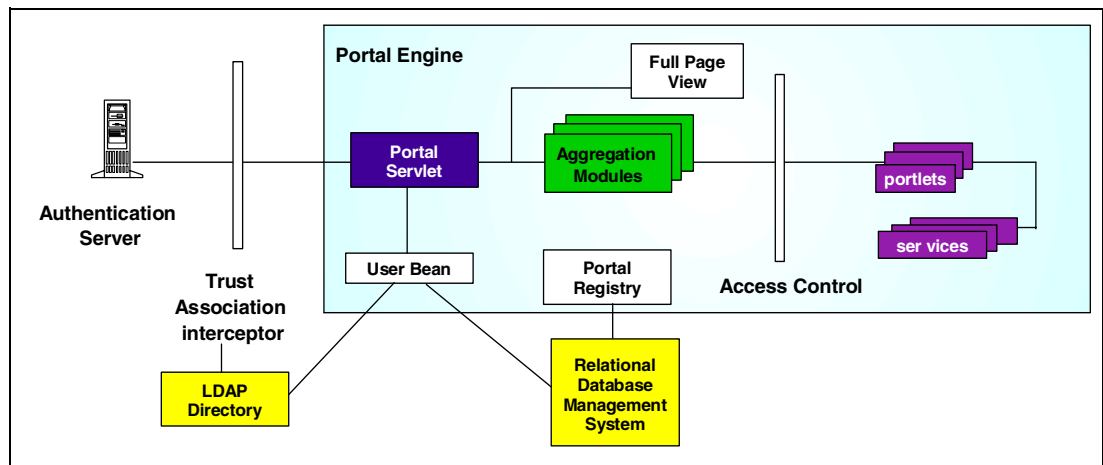 Portal Engine
Full Page
View
Portal
Servlet
Aggregation
Modules
portlets
ser vices
Authentication
Server
User Bean
Portal
Registry
Access Control
Trust
Association
interceptor
LDAP
Directory
Relational
Database
Management
System